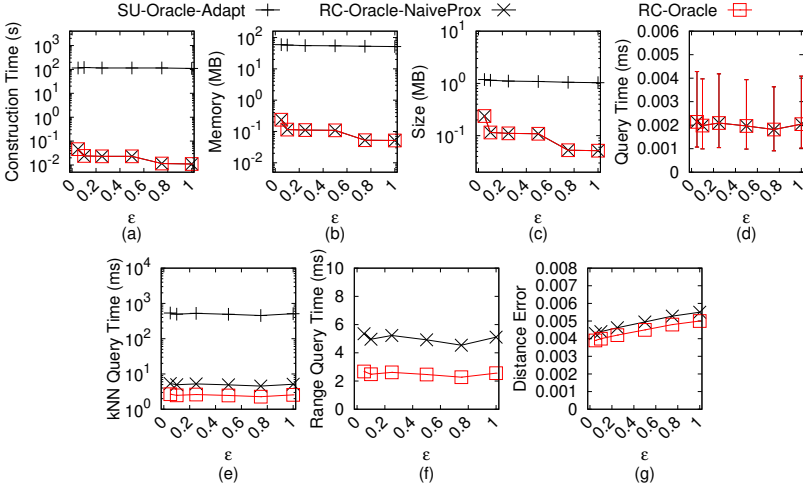 SU-Oracle-Adapt RC-Oracle-NaiveProx RC-Oracle
Construction Time (s)
10^3
10^2
10^1
10^0
10^-1
10^-2
0 0.2 0.4 0.6 0.8 1
ε
(a)
Memory (MB)
10^2
10^1
10^0
10^-1
10^-2
0 0.2 0.4 0.6 0.8 1
ε
(b)
Size (MB)
10^1
10^0
10^-1
0 0.2 0.4 0.6 0.8 1
ε
(c)
Query Time (ms)
0.006
0.005
0.004
0.003
0.002
0.001
0
0 0.2 0.4 0.6 0.8 1
ε
(d)
kNN Query Time (ms)
10^4
10^3
10^2
10^1
10^0
0 0.2 0.4 0.6 0.8 1
ε
(e)
Range Query Time (ms)
10
8
6
4
2
0
0 0.2 0.4 0.6 0.8 1
ε
(f)
Distance Error
0.008
0.007
0.006
0.005
0.004
0.003
0.002
0.001
0
0 0.2 0.4 0.6 0.8 1
ε
(g)